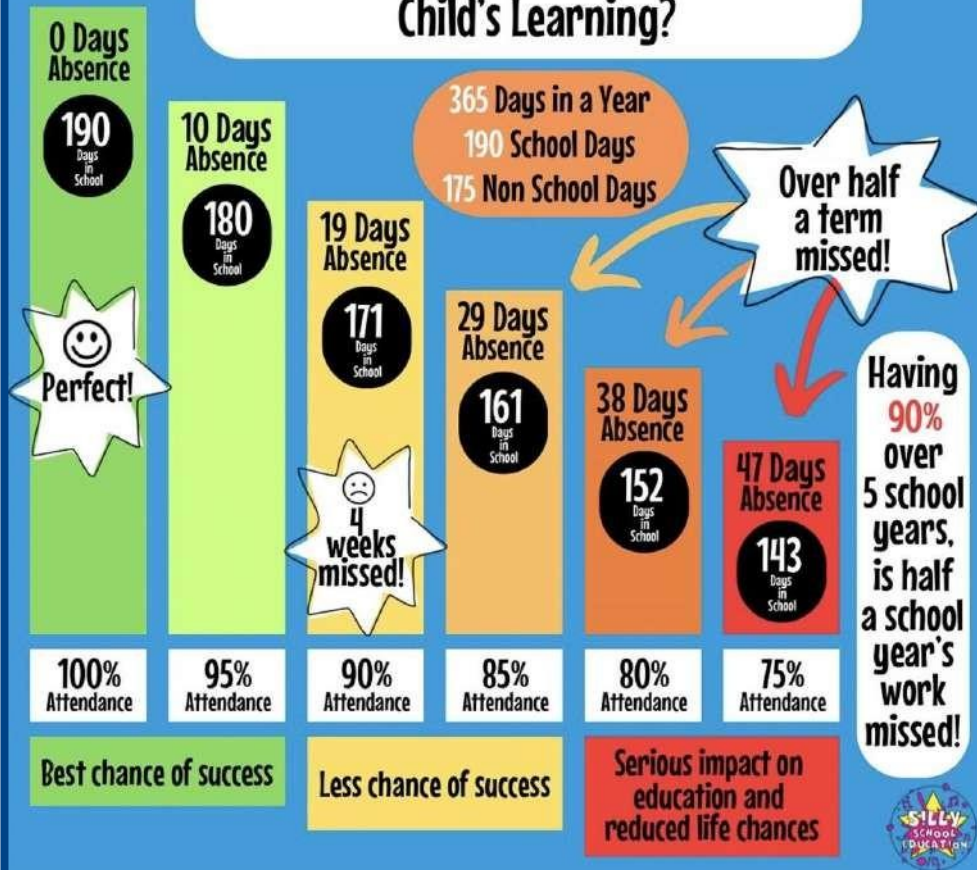 Child's Learning?
0 Days
Absence
190
Days
in
School
Perfect!
10 Days
Absence
180
Days
in
School
365 Days in a Year
190 School Days
175 Non School Days
Over half
a term
missed!
19 Days
Absence
171
Days
in
School
4
weeks
missed!
29 Days
Absence
161
Days
in
School
38 Days
Absence
152
Days
in
School
47 Days
Absence
143
Days
in
School
Having
90%
over
5 school
years,
is half
a school
year's
work
missed!
100%
Attendance
95%
Attendance
90%
Attendance
85%
Attendance
80%
Attendance
75%
Attendance
Best chance of success
Less chance of success
Serious impact on
education and
reduced life chances
SILLY
SCHOOL
EDUCATION